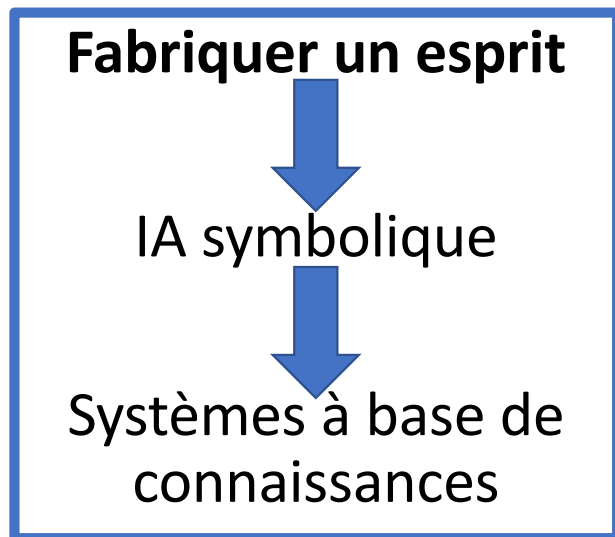 Fabriquer un esprit
IA symbolique
Systèmes à base de
connaissances